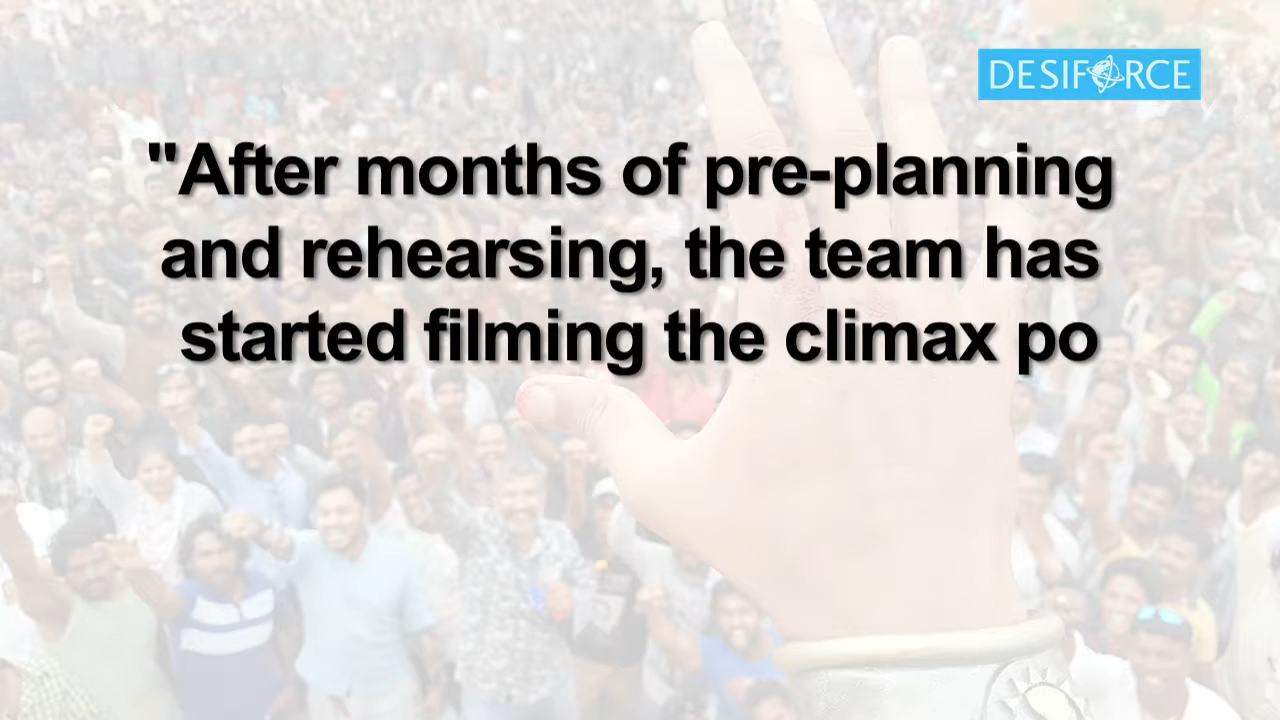 DESIFORCE
"After months of pre-planning
and rehearsing, the team has
started filming the climax po